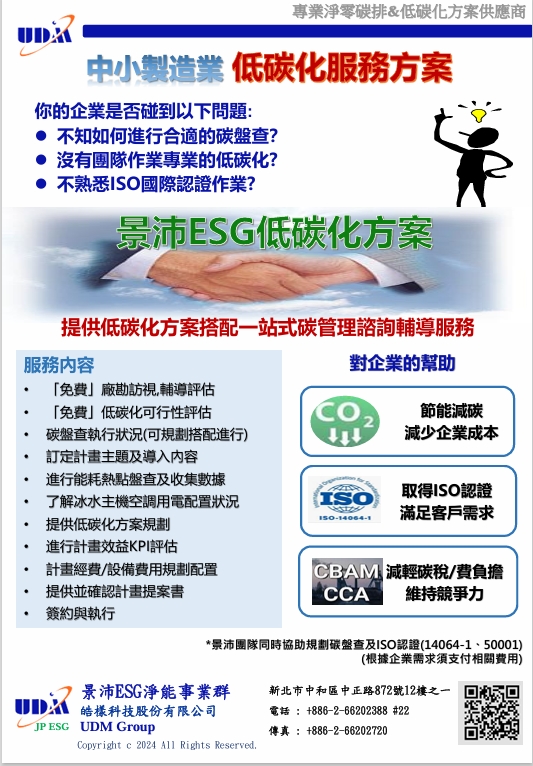 專業淨零碳排&低碳化方案供應商
UDM
中小製造業 低碳化服務方案
你的企業是否碰到以下問題:
● 不知如何進行合適的碳盤查?
● 沒有團隊作業專業的低碳化?
● 不熟悉ISO國際認證作業?
景沛ESG低碳化方案
提供低碳化方案搭配一站式碳管理諮詢輔導服務
服務內容
• 「免費」廠勘訪視,輔導評估
• 「免費」低碳化可行性評估
• 碳盤查執行狀況(可規劃搭配進行)
• 訂定計畫主題及導入內容
• 進行能耗熱點盤查及收集數據
• 了解冰水主機空調用電配置狀況
• 提供低碳化方案規劃
• 進行計畫效益KPI評估
• 計畫經費/設備費用規劃配置
• 提供並確認計畫提案書
• 簽約與執行
對企業的幫助
CO2
節能減碳
減少企業成本
International Organization for Standardization
ISO
ISO-14064-1
取得ISO認證
滿足客戶需求
CBAM
CCA
減輕碳稅/費負擔
維持競爭力
*景沛團隊同時協助規劃碳盤查及ISO認證(14064-1、50001)
(根據企業需求須支付相關費用)
UDM
JP ESG
景沛ESG淨能事業群
皓樣科技股份有限公司
UDM Group
Copyright c 2024 All Rights Reserved.
新北市中和區中正路872號12樓之一
電話 : +886-2-66202388 #22
傳真 : +886-2-66202720